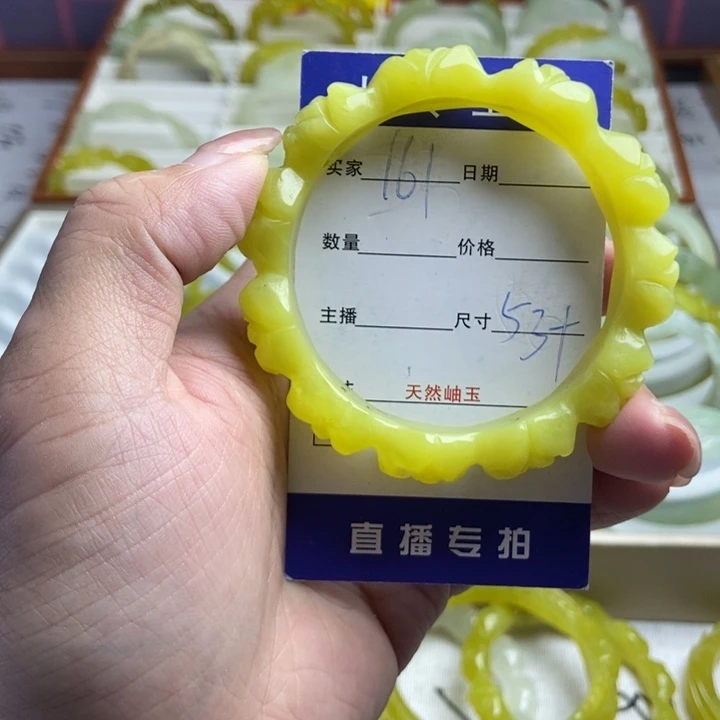 买家 161 日期
数量 价格
主播 尺寸 53+
天然岫玉
直播专拍